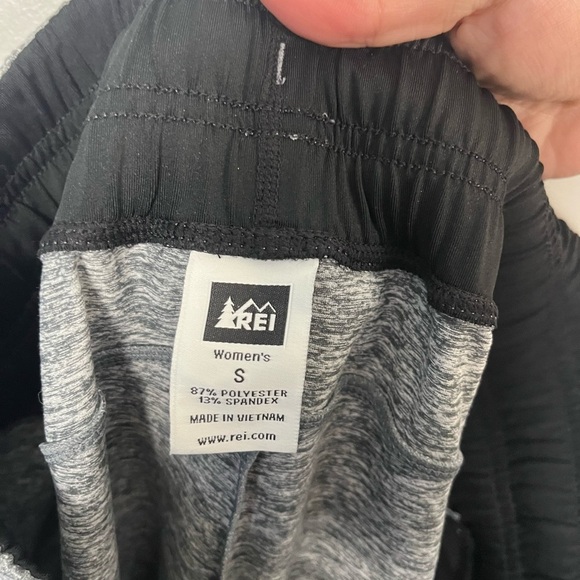 REI
Women's
S
87% POLYESTER
13% SPANDEX
MADE IN VIETNAM
www.rei.com